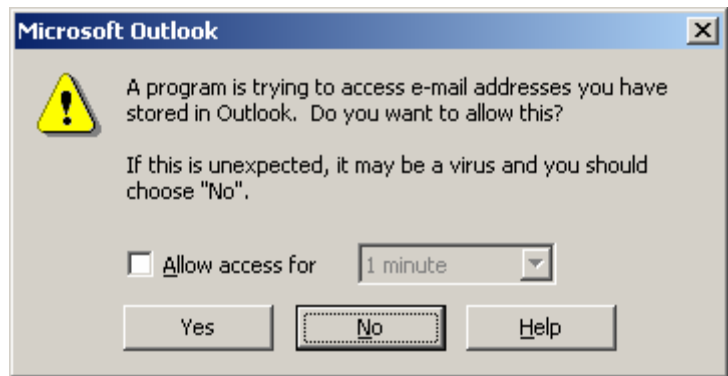 Microsoft Outlook
A program is trying to access e-mail addresses you have
stored in Outlook.  Do you want to allow this?
If this is unexpected, it may be a virus and you should
choose "No".
Allow access for 1 minute
Yes No Help